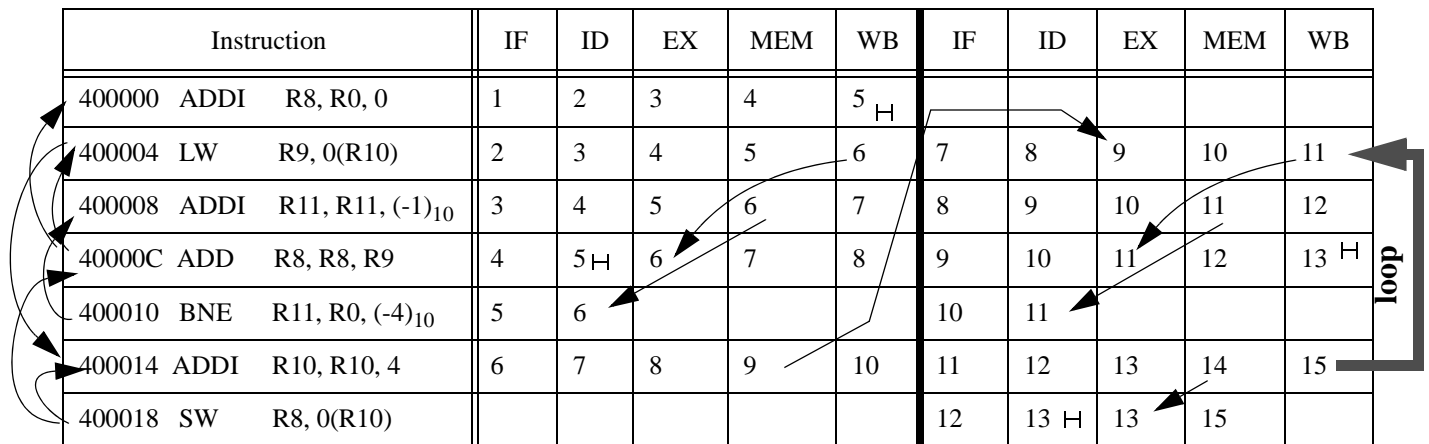 Instruction IF ID EX MEM WB IF ID EX MEM WB
400000 ADDI R8, R0, 0 1 2 3 4 5
400004 LW R9, 0(R10) 2 3 4 5 6 7 8 9 10 11
400008 ADDI R11, R11, (-1)10 3 4 5 6 7 8 9 10 11 12
40000C ADD R8, R8, R9 4 5 6 7 8 9 10 11 12 13
400010 BNE R11, R0, (-4)10 5 6 10 11
400014 ADDI R10, R10, 4 6 7 8 9 10 11 12 13 14 15
400018 SW R8, 0(R10) 12 13 13 15
loop